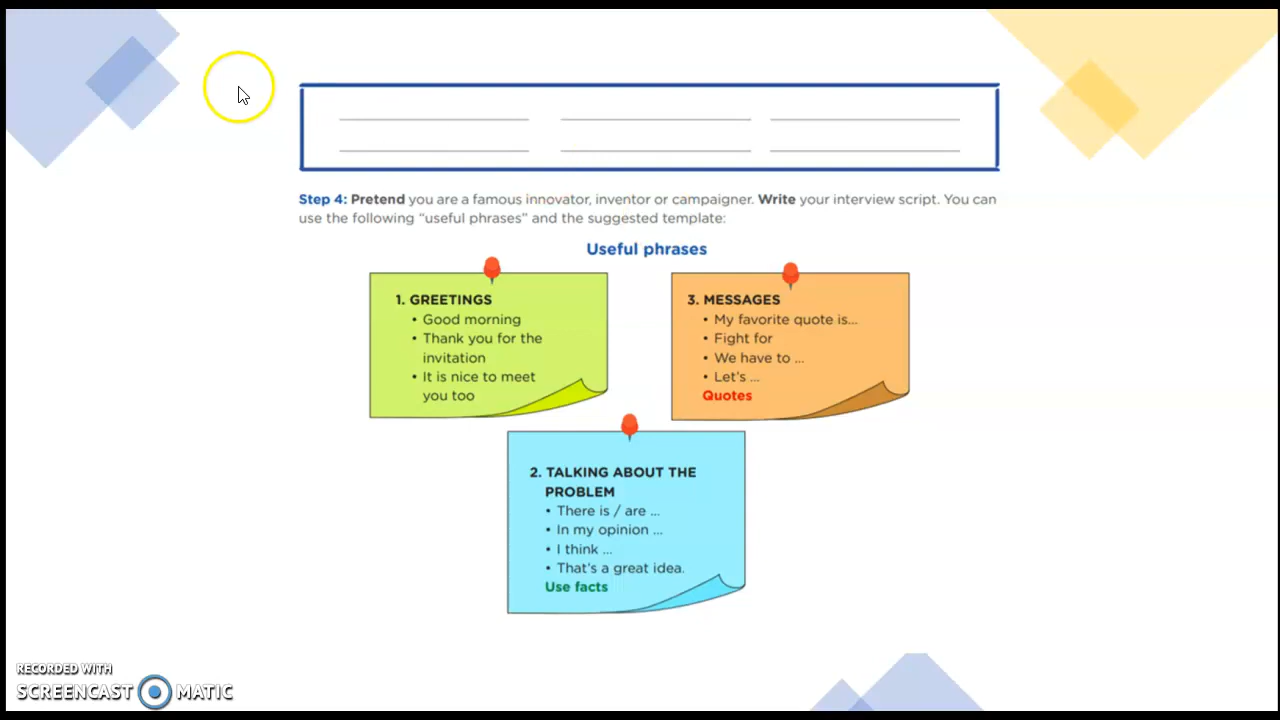 Step 4: Pretend you are a famous innovator, inventor or campaigner. Write your interview script. You can
use the following “useful phrases” and the suggested template:
Useful phrases
1. GREETINGS
• Good morning
• Thank you for the
invitation
• It is nice to meet
you too
3. MESSAGES
• My favorite quote is...
• Fight for
• We have to ...
• Let's ...
Quotes
2. TALKING ABOUT THE
PROBLEM
• There is / are ...
• In my opinion ...
• I think ...
• That's a great idea.
Use facts
RECORDED WITH
SCREENCAST MATIC